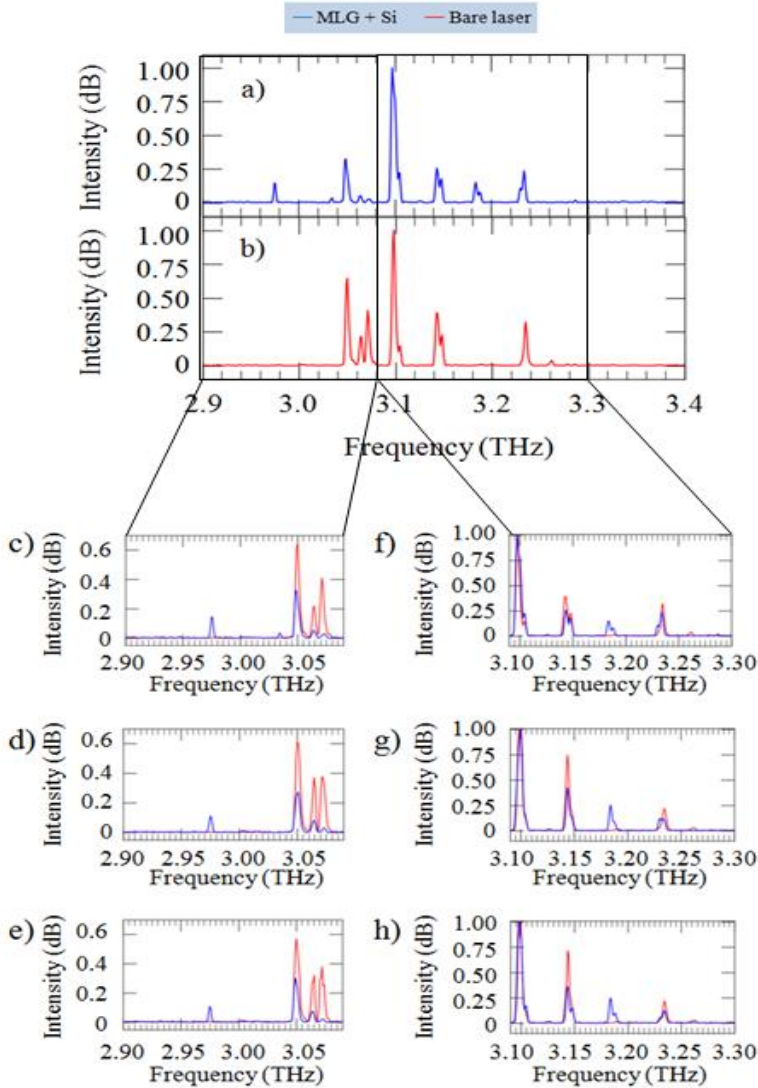 MLG + Si Bare laser
a)
Intensity (dB)
1.00
0.75
0.50
0.25
0
b)
Intensity (dB)
1.00
0.75
0.50
0.25
0
2.9 3.0 3.1 3.2 3.3 3.4
Frequency (THz)
c)
Intensity (dB)
0.6
0.4
0.2
0
2.90 2.95 3.00 3.05
Frequency (THz)
f)
Intensity (dB)
1.00
0.75
0.50
0.25
0
3.10 3.15 3.20 3.25 3.30
Frequency (THz)
d)
Intensity (dB)
0.6
0.4
0.2
0
2.90 2.95 3.00 3.05
Frequency (THz)
g)
Intensity (dB)
1.00
0.75
0.50
0.25
0
3.10 3.15 3.20 3.25 3.30
Frequency (THz)
e)
Intensity (dB)
0.6
0.4
0.2
0
2.90 2.95 3.00 3.05
Frequency (THz)
h)
Intensity (dB)
1.00
0.75
0.50
0.25
0
3.10 3.15 3.20 3.25 3.30
Frequency (THz)